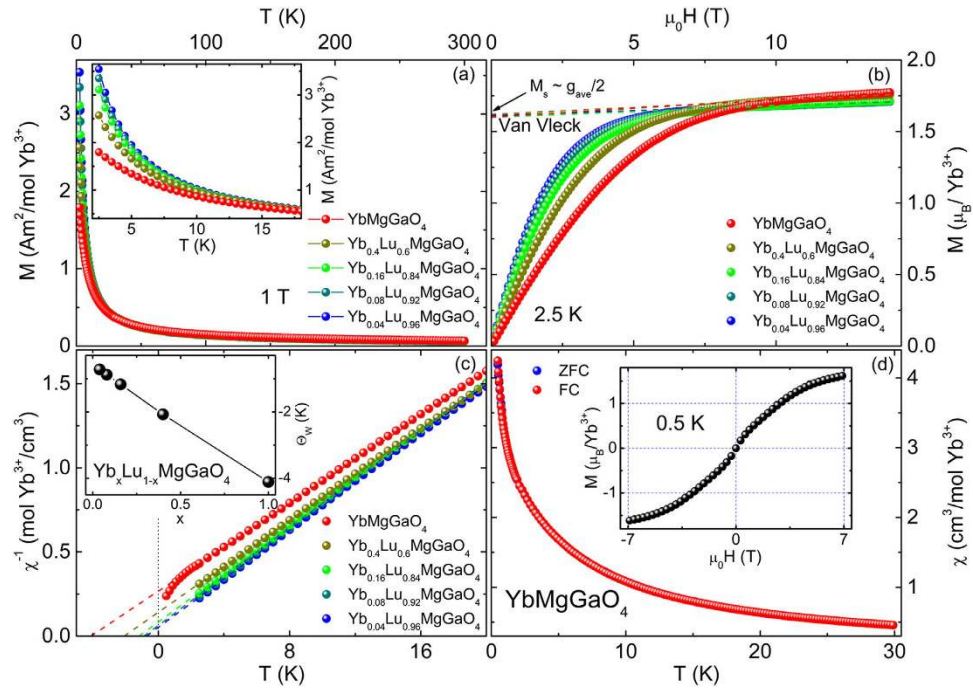 T (K)
0 100 200 300
M (Am²/mol Yb³⁺)
0
1
2
3
(a)
M (Am²/mol Yb³⁺)
1
2
3
5 10 15
T (K)
1 T
YbMgGaO₄
Yb₀.₄Lu₀.₆MgGaO₄
Yb₀.₁₆Lu₀.₈₄MgGaO₄
Yb₀.₀₈Lu₀.₉₂MgGaO₄
Yb₀.₀₄Lu₀.₉₆MgGaO₄
μ₀H (T)
0 5 10
(b)
Mₛ ~ g_ave/2
Van Vleck
2.5 K
YbMgGaO₄
Yb₀.₄Lu₀.₆MgGaO₄
Yb₀.₁₆Lu₀.₈₄MgGaO₄
Yb₀.₀₈Lu₀.₉₂MgGaO₄
Yb₀.₀₄Lu₀.₉₆MgGaO₄
M (μ_B/ Yb³⁺)
2.0
1.5
1.0
0.5
0.0
(c)
χ⁻¹ (mol Yb³⁺/cm³)
1.5
1.0
0.5
0.0
Θ_W (K)
-2
-4
YbₓLu₁₋ₓMgGaO₄
0.0 0.5 1.0
x
YbMgGaO₄
Yb₀.₄Lu₀.₆MgGaO₄
Yb₀.₁₆Lu₀.₈₄MgGaO₄
Yb₀.₀₈Lu₀.₉₂MgGaO₄
Yb₀.₀₄Lu₀.₉₆MgGaO₄
0 8 16
T (K)
(d)
ZFC
FC
0.5 K
M (μ_B/Yb³⁺)
1
0
-1
-7 0 7
μ₀H (T)
YbMgGaO₄
χ (cm³/mol Yb³⁺)
4
3
2
1
0 10 20 30
T (K)